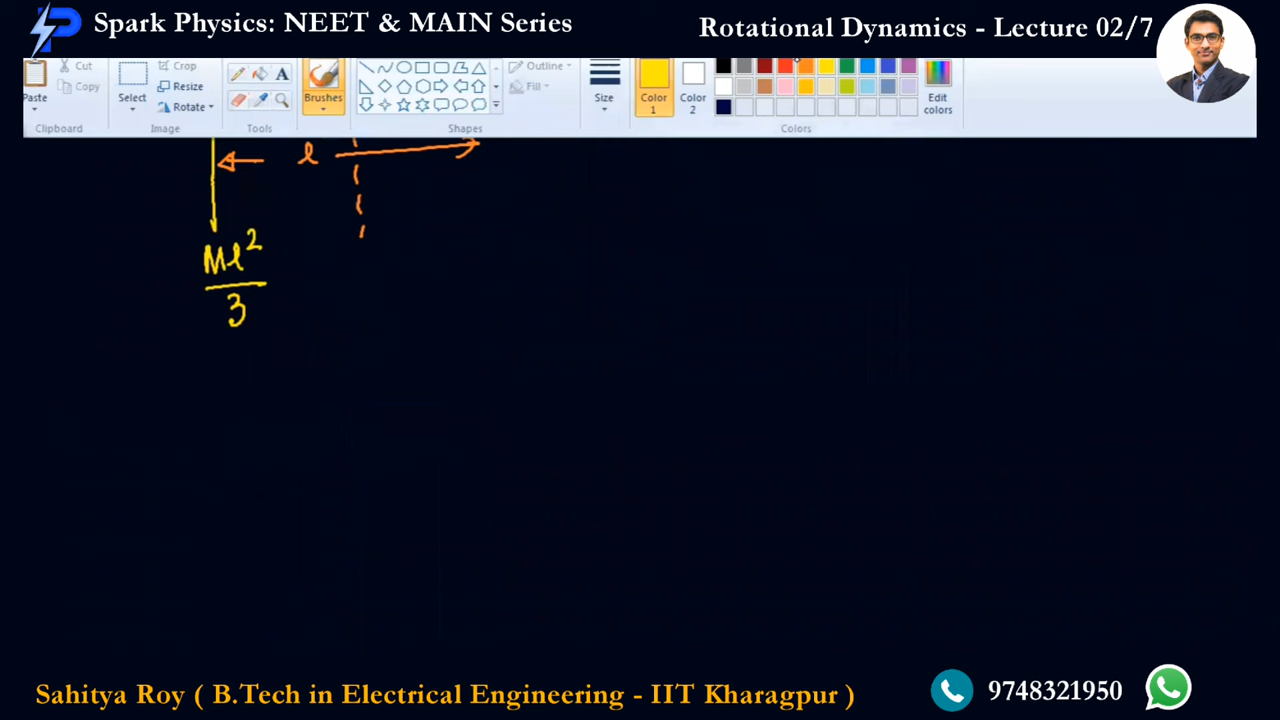 Spark Physics: NEET & MAIN Series
Rotational Dynamics - Lecture 02/7
Cut
Crop
A
Outline
Copy
Resize
Fill
Paste
Select
Rotate
Brushes
Size
Color 1
Color 2
Edit colors
Clipboard
Image
Tools
Shapes
Colors
l
Ml²
3
Sahitya Roy ( B.Tech in Electrical Engineering - IIT Kharagpur )
9748321950